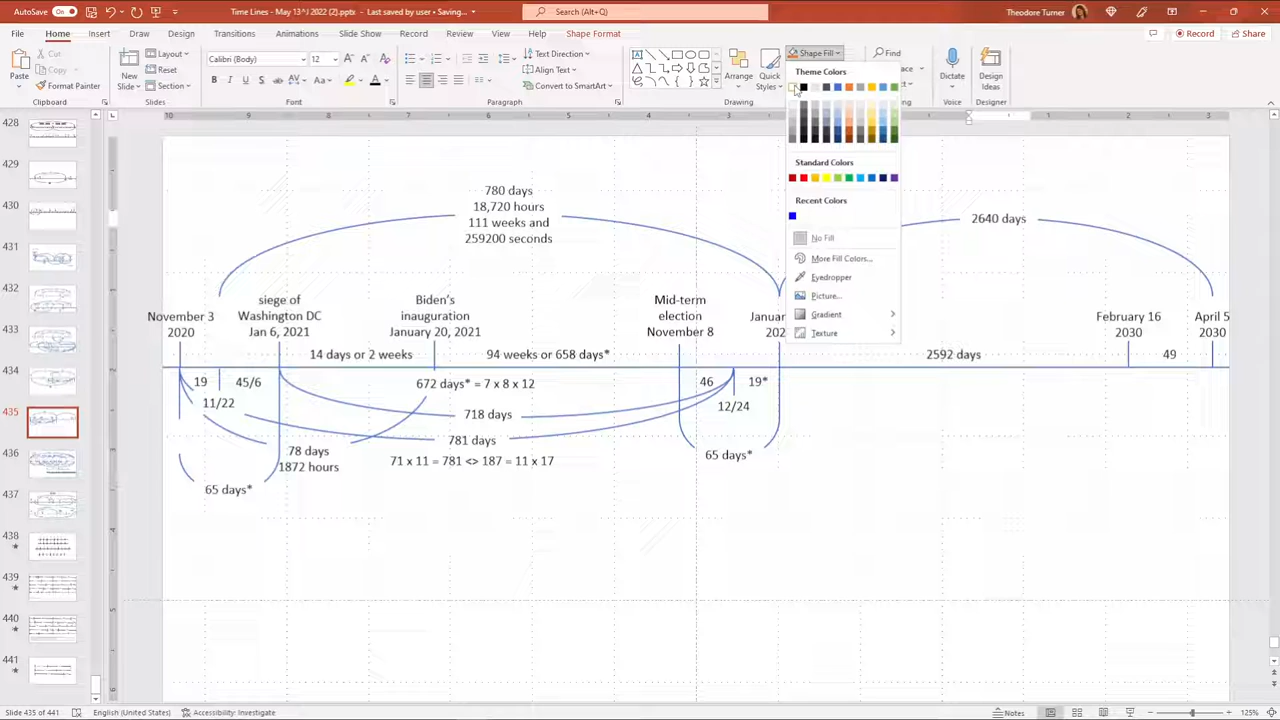 AutoSave On Time Lines - May 13^J 2022 (2).pptx - Last saved by user • Saving... Search (Alt+Q) Theodore Turner
File Home Insert Draw Design Transitions Animations Slide Show Record Review View Help Shape Format Record Share
Paste Cut Copy Format Painter Clipboard
New Slides Layout Reset Section Slides
Calibri (Body) 12 Font
Text Direction Align Text Convert to SmartArt Paragraph
Arrange Quick Styles Drawing
Shape Fill
Find
Dictate Voice
Design Ideas Designer
Theme Colors
Standard Colors
Recent Colors
No Fill
More Fill Colors...
Eyedropper
Picture...
Gradient
Texture
428
429
430
431
432
433
434
435
436
437
438
439
440
441
780 days
18,720 hours
111 weeks and
259200 seconds
2640 days
siege of
Washington DC
Jan 6, 2021
November 3
2020
Biden's
inauguration
January 20, 2021
Mid-term
election
November 8
February 16
2030
April 5
2030
14 days or 2 weeks
94 weeks or 658 days*
2592 days
49
19
45/6
672 days* = 7 x 8 x 12
46
19*
11/22
12/24
718 days
781 days
78 days
1872 hours
71 x 11 = 781 <> 187 = 11 x 17
65 days*
65 days*
Slide 435 of 441 English (United States) Accessibility: Investigate Notes 125%